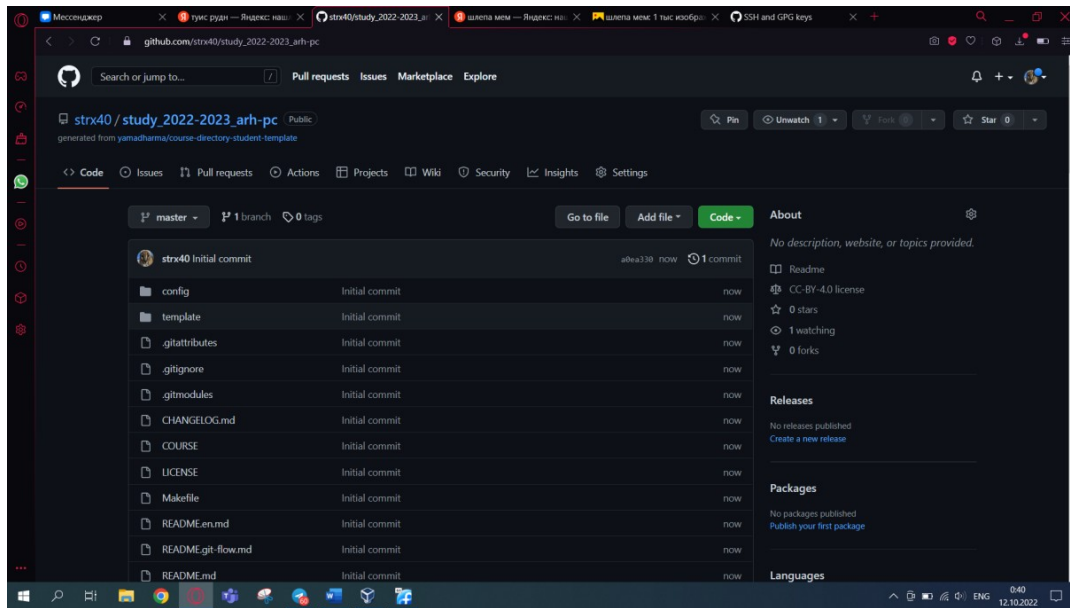 Мессенджер
туис рудн — Яндекс: наш
strx40/study_2022-2023_ar
шлепа мем — Яндекс: на
шлепа мем: 1 тыс изобра
SSH and GPG keys
github.com/strx40/study_2022-2023_arh-pc
Search or jump to...
/
Pull requests Issues Marketplace Explore
strx40 / study_2022-2023_arh-pc Public
Pin
Unwatch 1
Fork 0
Star 0
generated from yamadharma/course-directory-student-template
<> Code Issues Pull requests Actions Projects Wiki Security Insights Settings
master 1 branch 0 tags
Go to file Add file Code
About
No description, website, or topics provided.
strx40 Initial commit a0ea330 now 1 commit
Readme
CC-BY-4.0 license
0 stars
1 watching
0 forks
config Initial commit now
template Initial commit now
.gitattributes Initial commit now
.gitignore Initial commit now
.gitmodules Initial commit now
CHANGELOG.md Initial commit now
COURSE Initial commit now
LICENSE Initial commit now
Makefile Initial commit now
README.en.md Initial commit now
README.git-flow.md Initial commit now
README.md Initial commit now
Releases
No releases published
Create a new release
Packages
No packages published
Publish your first package
Languages
ENG
0:40
12.10.2022